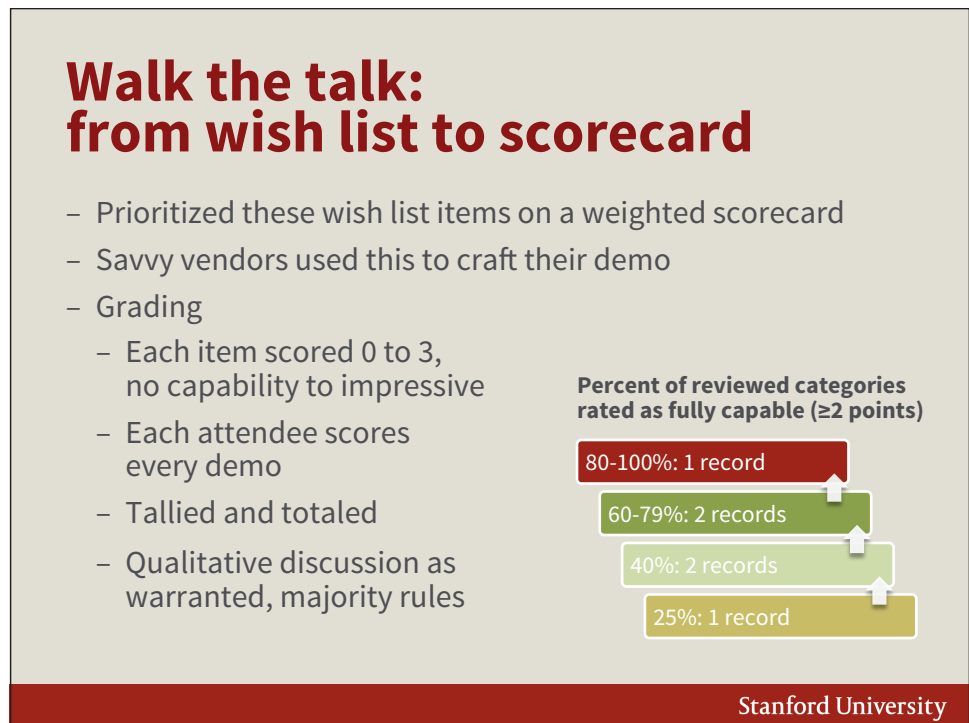 Walk the talk:
from wish list to scorecard
– Prioritized these wish list items on a weighted scorecard
– Savvy vendors used this to craft their demo
– Grading
– Each item scored 0 to 3,
no capability to impressive
– Each attendee scores
every demo
– Tallied and totaled
– Qualitative discussion as
warranted, majority rules
Percent of reviewed categories
rated as fully capable (≥2 points)
80-100%: 1 record
60-79%: 2 records
40%: 2 records
25%: 1 record
Stanford University